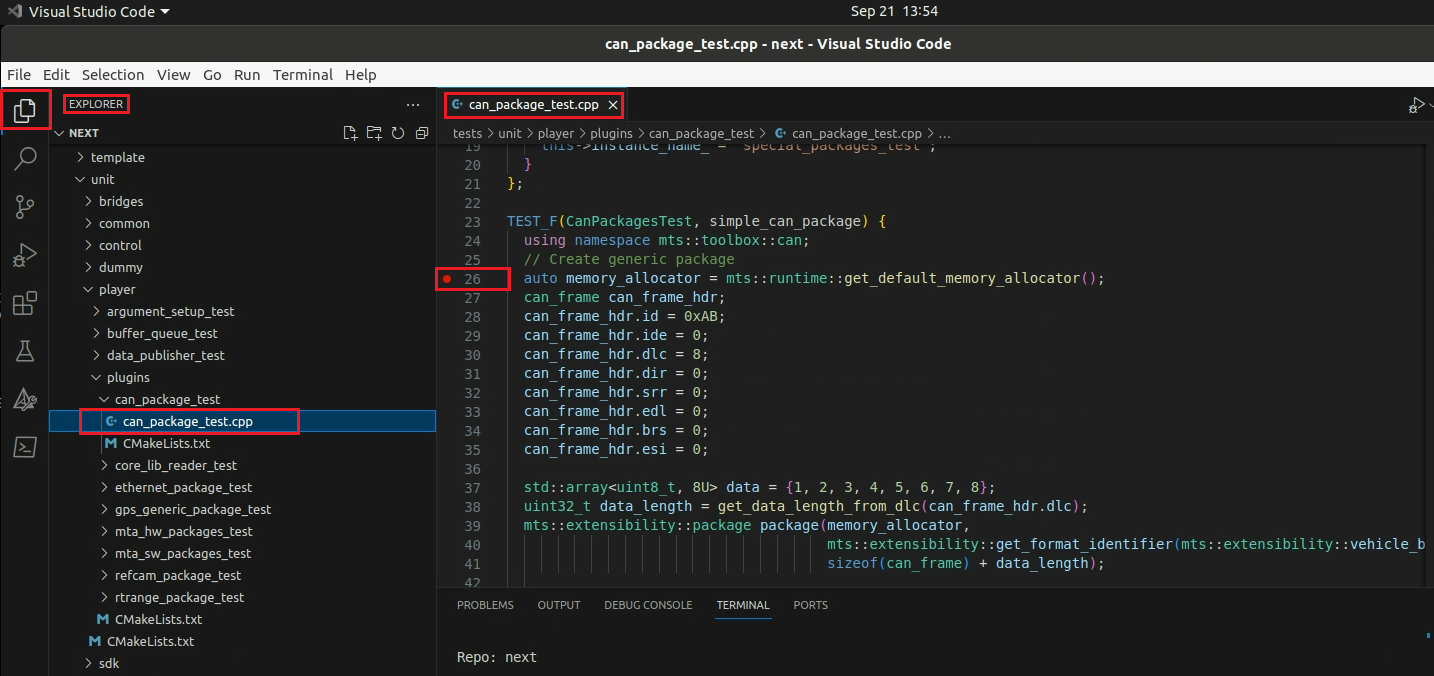 Visual Studio Code
Sep 21 13:54
can_package_test.cpp - next - Visual Studio Code
File Edit Selection View Go Run Terminal Help
EXPLORER
...
NEXT
template
unit
bridges
common
control
dummy
player
argument_setup_test
buffer_queue_test
data_publisher_test
plugins
can_package_test
can_package_test.cpp
CMakeLists.txt
core_lib_reader_test
ethernet_package_test
gps_generic_package_test
mta_hw_packages_test
mta_sw_packages_test
refcam_package_test
rtrange_package_test
CMakeLists.txt
CMakeLists.txt
sdk
can_package_test.cpp
tests > unit > player > plugins > can_package_test > can_package_test.cpp > ...
19 this->instance_name_ = "special_packages_test";
20 }
21 };
22
23 TEST_F(CanPackagesTest, simple_can_package) {
24 using namespace mts::toolbox::can;
25 // Create generic package
26 auto memory_allocator = mts::runtime::get_default_memory_allocator();
27 can_frame can_frame_hdr;
28 can_frame_hdr.id = 0xAB;
29 can_frame_hdr.ide = 0;
30 can_frame_hdr.dlc = 8;
31 can_frame_hdr.dir = 0;
32 can_frame_hdr.srr = 0;
33 can_frame_hdr.edl = 0;
34 can_frame_hdr.brs = 0;
35 can_frame_hdr.esi = 0;
36
37 std::array<uint8_t, 8U> data = {1, 2, 3, 4, 5, 6, 7, 8};
38 uint32_t data_length = get_data_length_from_dlc(can_frame_hdr.dlc);
39 mts::extensibility::package package(memory_allocator,
40 mts::extensibility::get_format_identifier(mts::extensibility::vehicle_b
41 sizeof(can_frame) + data_length);
42
PROBLEMS OUTPUT DEBUG CONSOLE TERMINAL PORTS
Repo: next